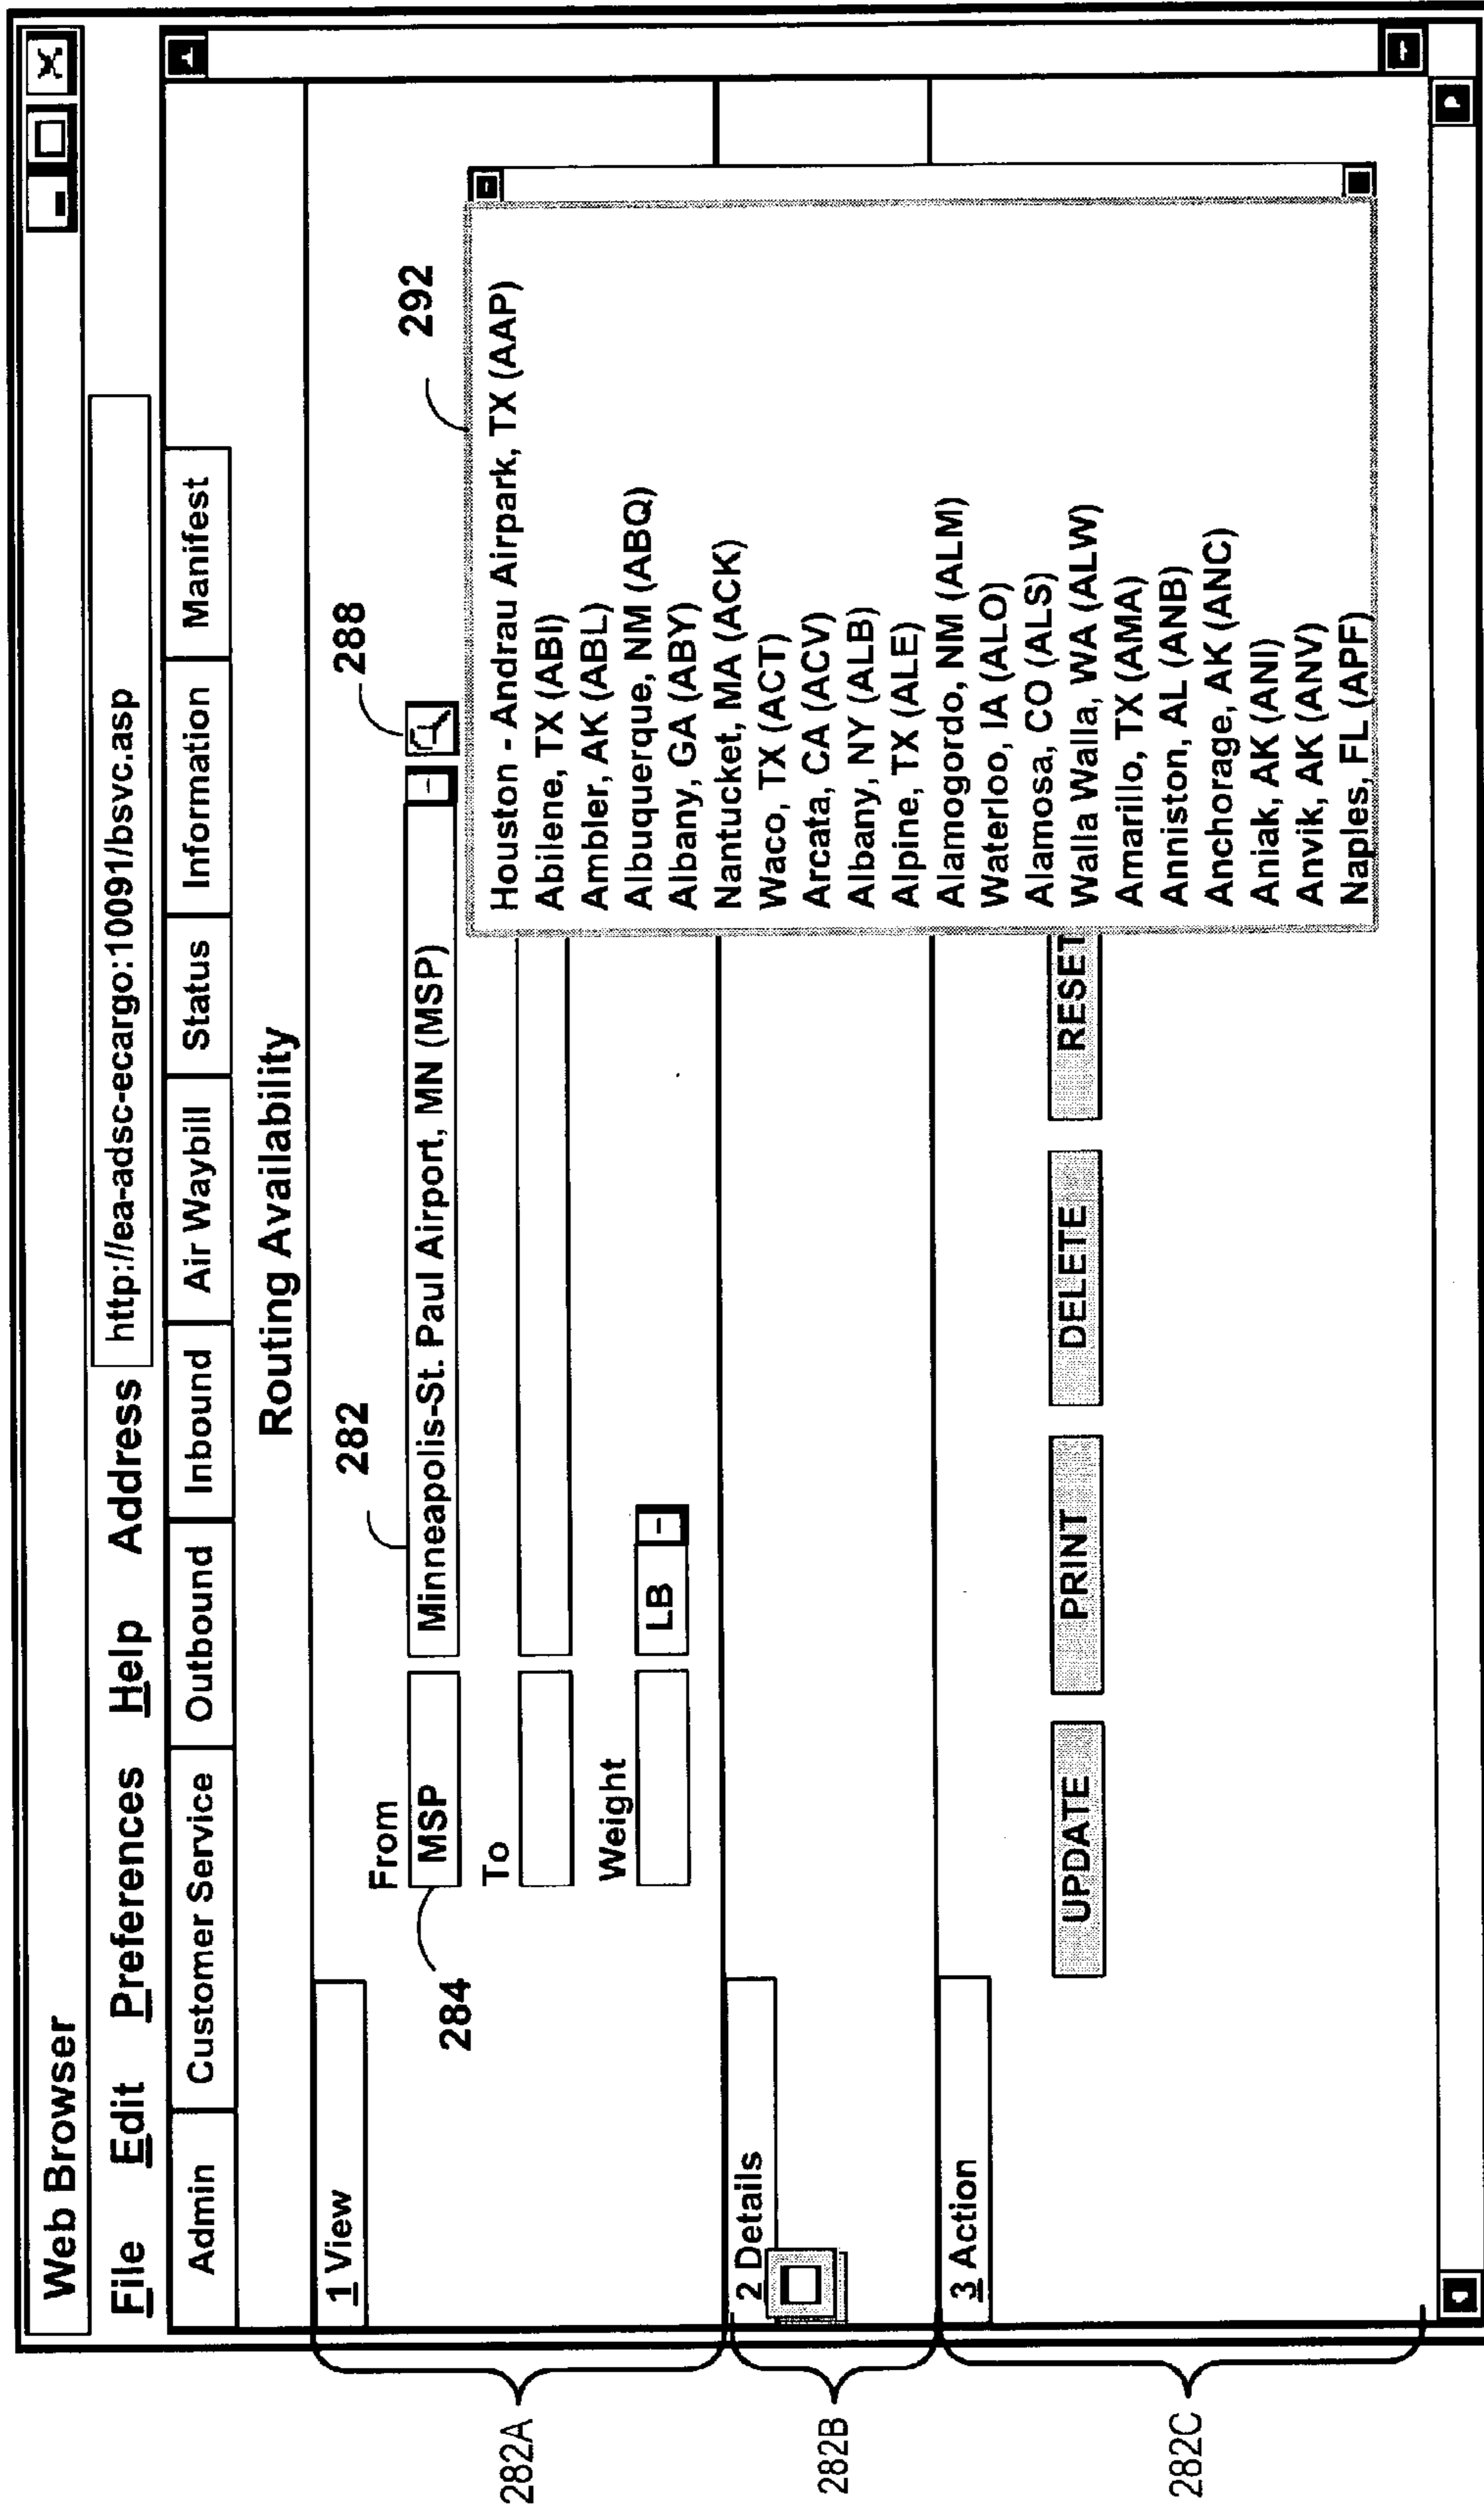 Web Browser
File Edit Preferences Help Address http://ea-adsc-ecargo:10091/bsvc.asp
Admin Customer Service Outbound Inbound Air Waybill Status Information Manifest
Routing Availability
1 View
282
288
292
From
MSP Minneapolis-St. Paul Airport, MN (MSP)
284
To
Weight
LB
Houston - Andrau Airpark, TX (AAP)
Abilene, TX (ABI)
Ambler, AK (ABL)
Albuquerque, NM (ABQ)
Albany, GA (ABY)
Nantucket, MA (ACK)
Waco, TX (ACT)
Arcata, CA (ACV)
Albany, NY (ALB)
Alpine, TX (ALE)
Alamogordo, NM (ALM)
Waterloo, IA (ALO)
Alamosa, CO (ALS)
Walla Walla, WA (ALW)
Amarillo, TX (AMA)
Anniston, AL (ANB)
Anchorage, AK (ANC)
Aniak, AK (ANI)
Anvik, AK (ANV)
Naples, FL (APF)
2 Details
3 Action
UPDATE PRINT DELETE RESET
282A
282B
282C